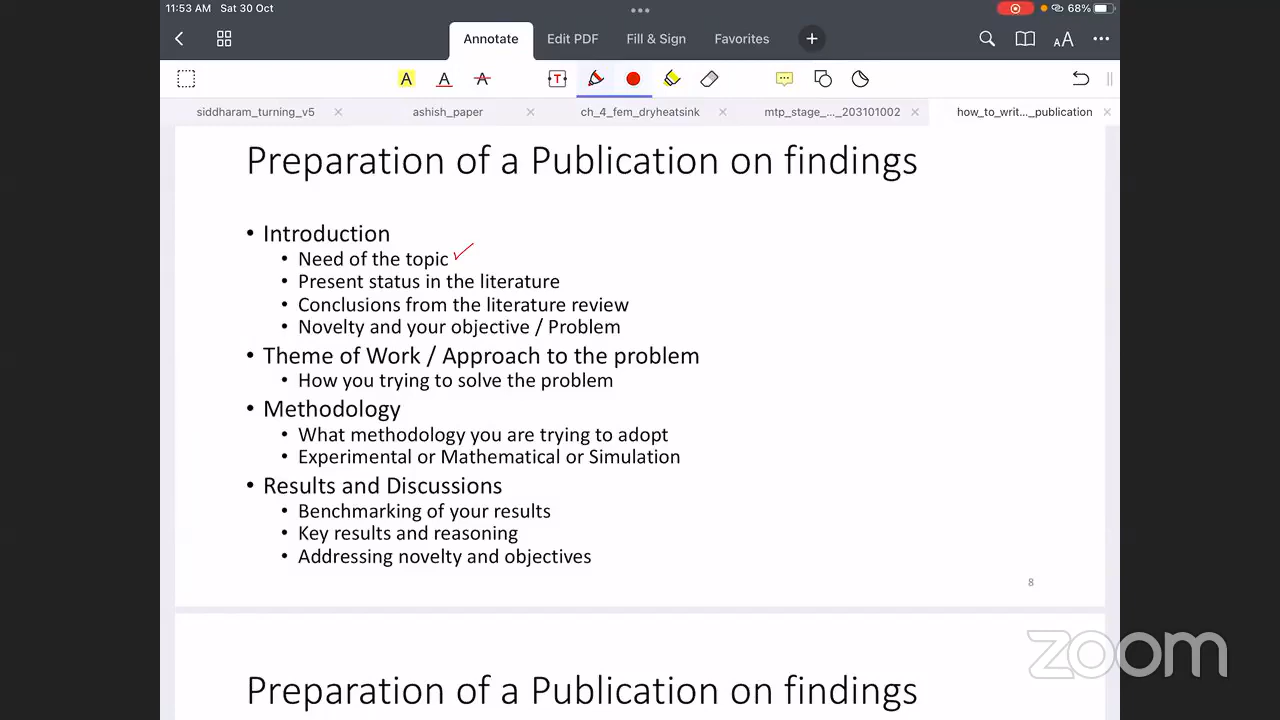 11:53 AM Sat 30 Oct
68%
Annotate Edit PDF Fill & Sign Favorites
A A A T AA
siddharam_turning_v5 ashish_paper ch_4_fem_dryheatsink mtp_stage_..._203101002 how_to_writ..._publication
Preparation of a Publication on findings
• Introduction
• Need of the topic
• Present status in the literature
• Conclusions from the literature review
• Novelty and your objective / Problem
• Theme of Work / Approach to the problem
• How you trying to solve the problem
• Methodology
• What methodology you are trying to adopt
• Experimental or Mathematical or Simulation
• Results and Discussions
• Benchmarking of your results
• Key results and reasoning
• Addressing novelty and objectives
8
zoom
Preparation of a Publication on findings